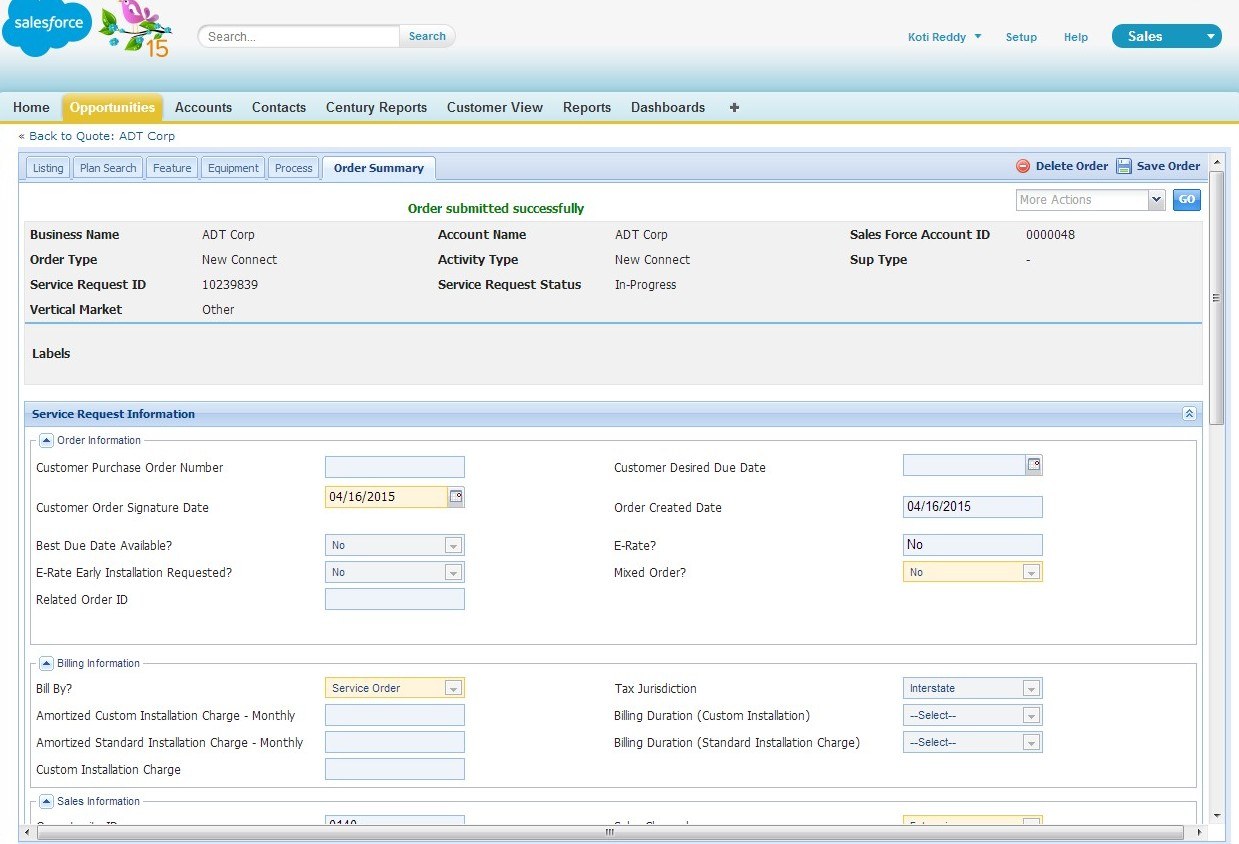 salesforce
15
Search...
Search
Koti Reddy
Setup
Help
Sales
Home
Opportunities
Accounts
Contacts
Century Reports
Customer View
Reports
Dashboards
+
« Back to Quote: ADT Corp
Listing
Plan Search
Feature
Equipment
Process
Order Summary
Delete Order
Save Order
Order submitted successfully
More Actions
GO
Business Name ADT Corp Account Name ADT Corp Sales Force Account ID 0000048
Order Type New Connect Activity Type New Connect Sup Type -
Service Request ID 10239839 Service Request Status In-Progress
Vertical Market Other
Labels
Service Request Information
Order Information
Customer Purchase Order Number Customer Desired Due Date
Customer Order Signature Date 04/16/2015 Order Created Date 04/16/2015
Best Due Date Available? No E-Rate? No
E-Rate Early Installation Requested? No Mixed Order? No
Related Order ID
Billing Information
Bill By? Service Order Tax Jurisdiction Interstate
Amortized Custom Installation Charge - Monthly Billing Duration (Custom Installation) --Select--
Amortized Standard Installation Charge - Monthly Billing Duration (Standard Installation Charge) --Select--
Custom Installation Charge
Sales Information